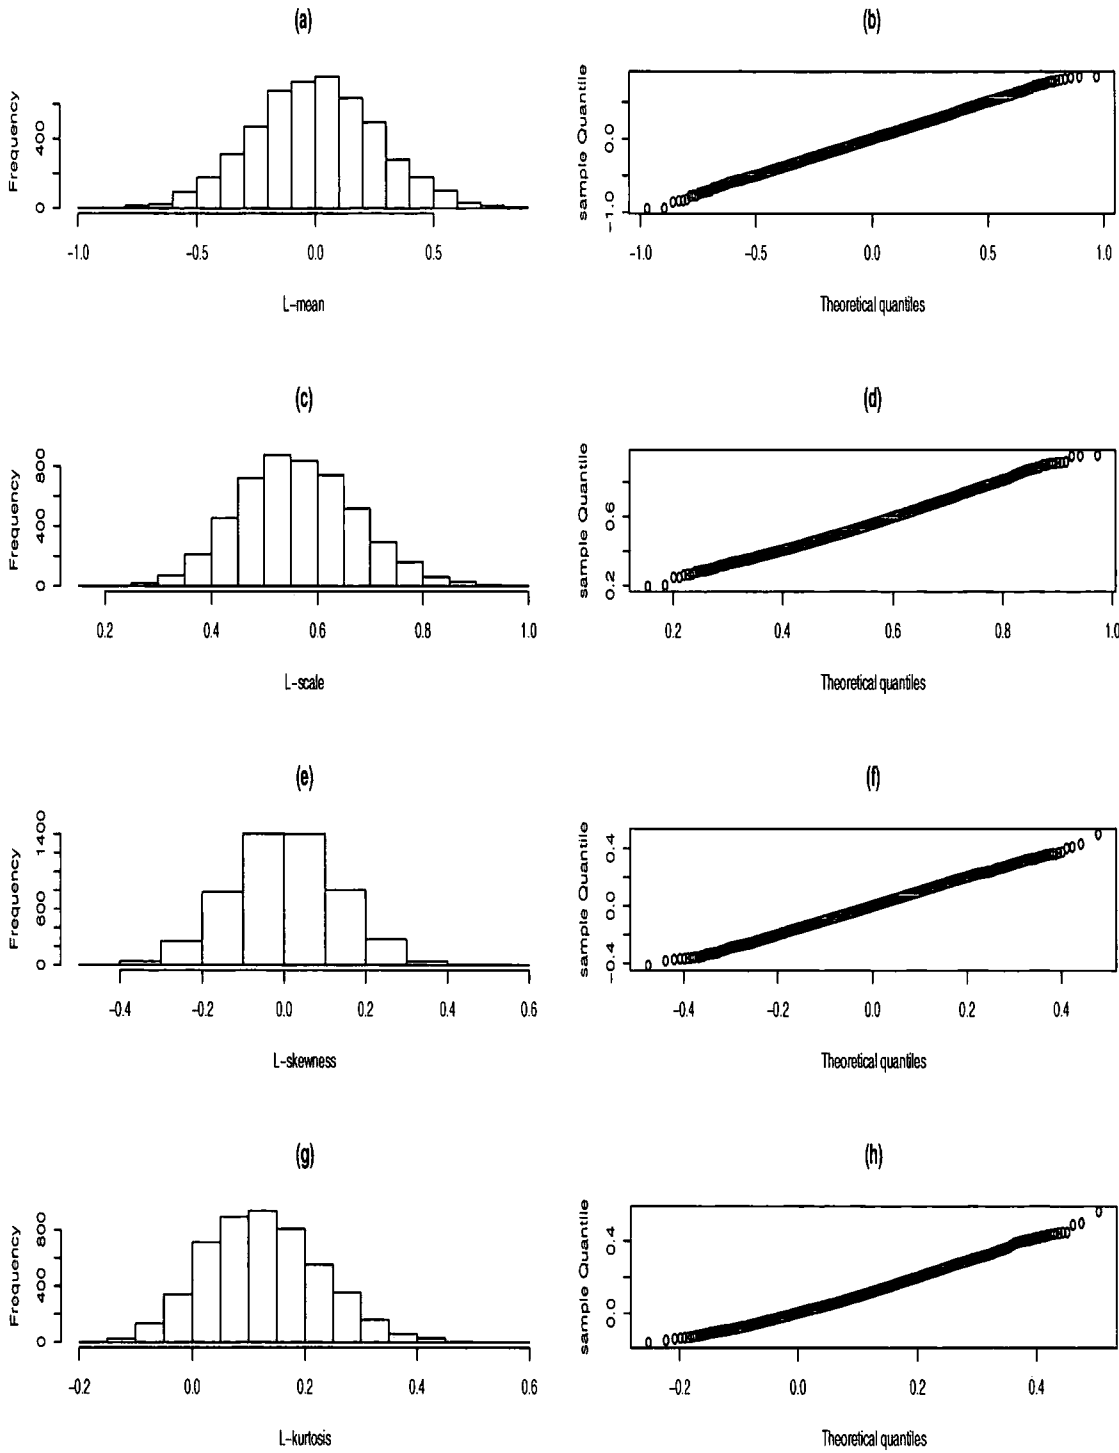 (a)
Frequency
0
400
-1.0
-0.5
0.0
0.5
L-mean
(b)
sample Quantile
-1.0
0.0
-1.0
-0.5
0.0
0.5
1.0
Theoretical quantiles
(c)
Frequency
0
400
800
0.2
0.4
0.6
0.8
1.0
L-scale
(d)
sample Quantile
0.2
0.6
0.2
0.4
0.6
0.8
1.0
Theoretical quantiles
(e)
Frequency
0
600
1400
-0.4
-0.2
0.0
0.2
0.4
0.6
L-skewness
(f)
sample Quantile
-0.4
0.0
0.4
-0.4
-0.2
0.0
0.2
0.4
Theoretical quantiles
(g)
Frequency
0
400
800
-0.2
0.0
0.2
0.4
0.6
L-kurtosis
(h)
sample Quantile
0.0
0.4
-0.2
0.0
0.2
0.4
Theoretical quantiles